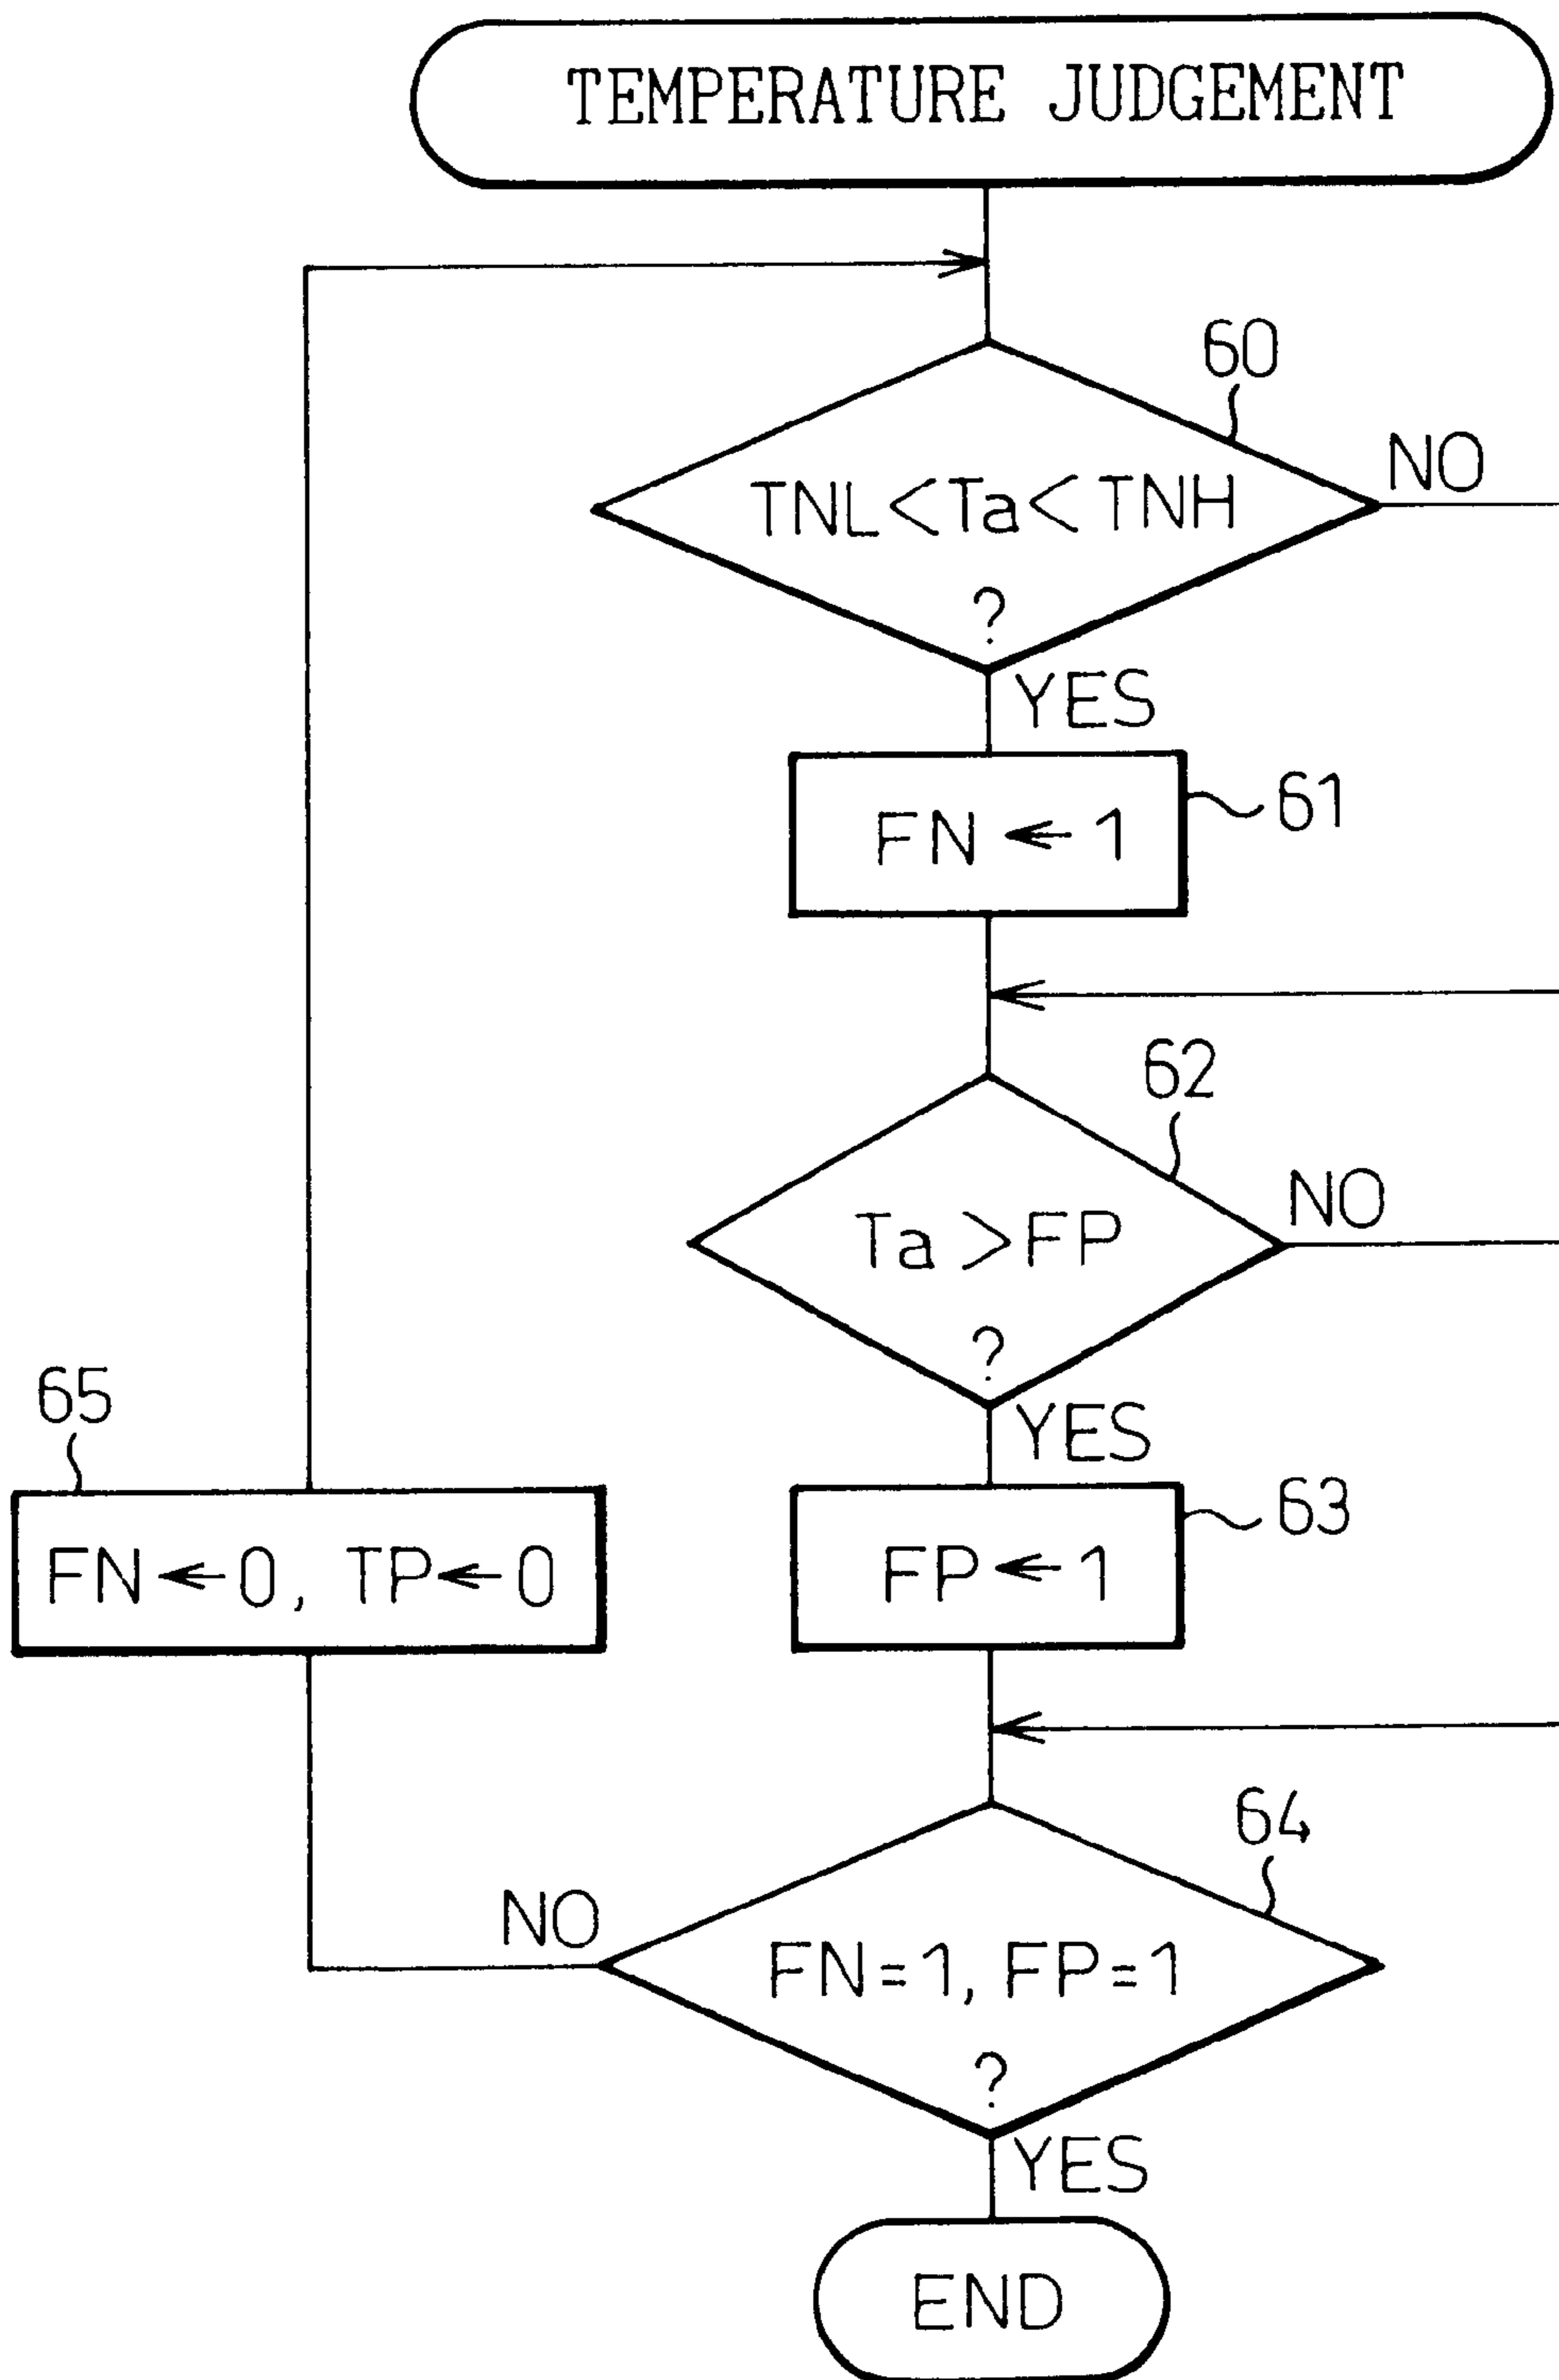 TEMPERATURE JUDGEMENT
60
TNL<Ta<TNH
?
NO
YES
FN←1
61
62
Ta>FP
?
NO
YES
65
FN←0, TP←0
FP←1
63
64
NO
FN=1, FP=1
?
YES
END